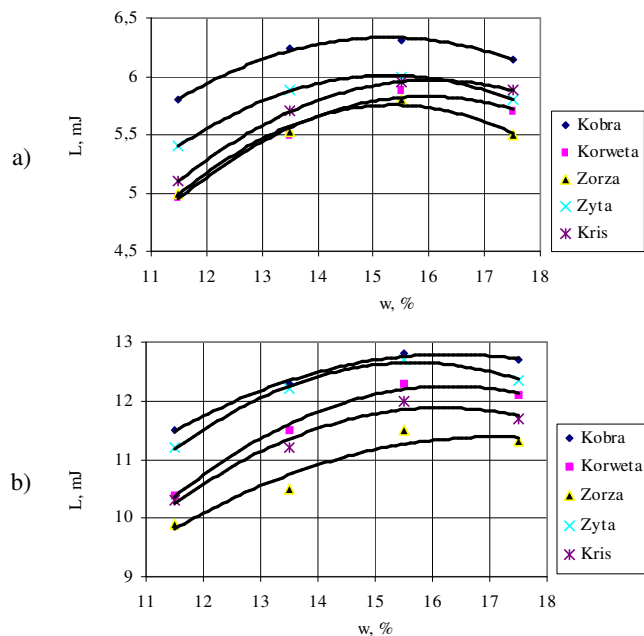 a)
L, mJ
6,5
6
5,5
5
4,5
11 12 13 14 15 16 17 18
w, %
Kobra
Korweta
Zorza
Zyta
Kris
b)
L, mJ
13
12
11
10
9
11 12 13 14 15 16 17 18
w, %
Kobra
Korweta
Zorza
Zyta
Kris